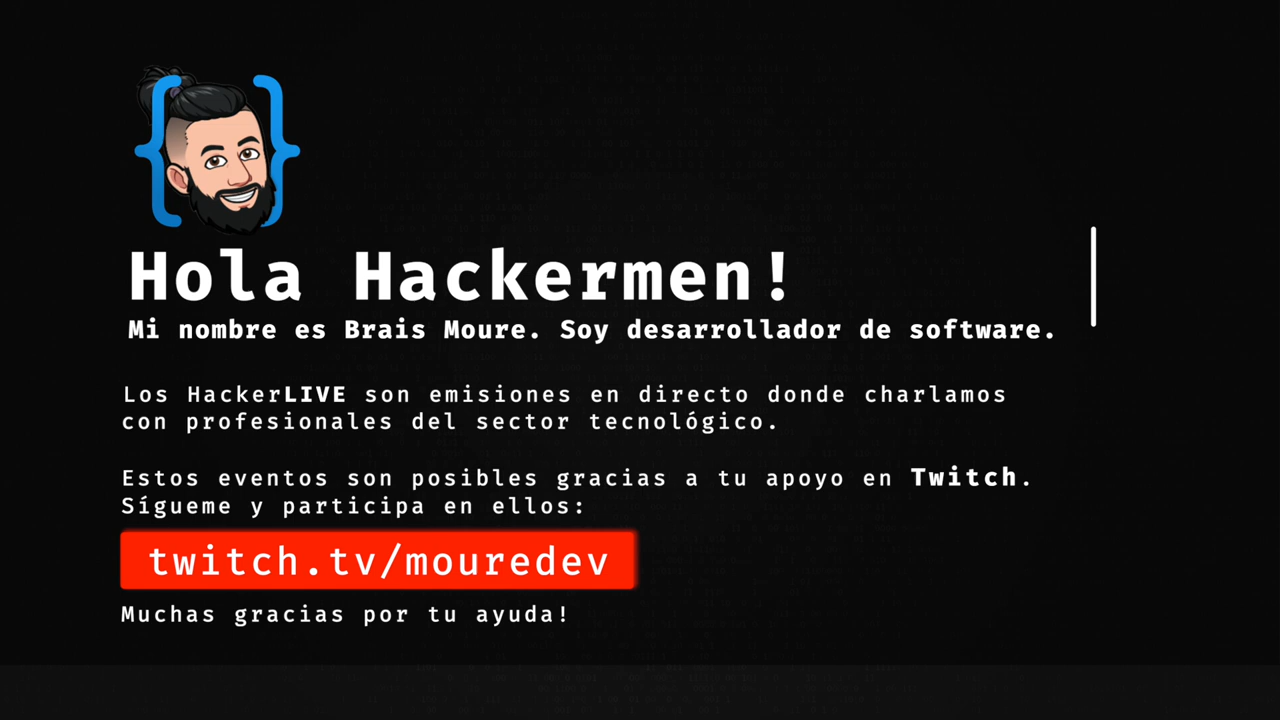 Hola Hackermen!
Mi nombre es Brais Moure. Soy desarrollador de software.
Los HackerLIVE son emisiones en directo donde charlamos
con profesionales del sector tecnológico.
Estos eventos son posibles gracias a tu apoyo en Twitch.
Sígueme y participa en ellos:
twitch.tv/mouredev
Muchas gracias por tu ayuda!